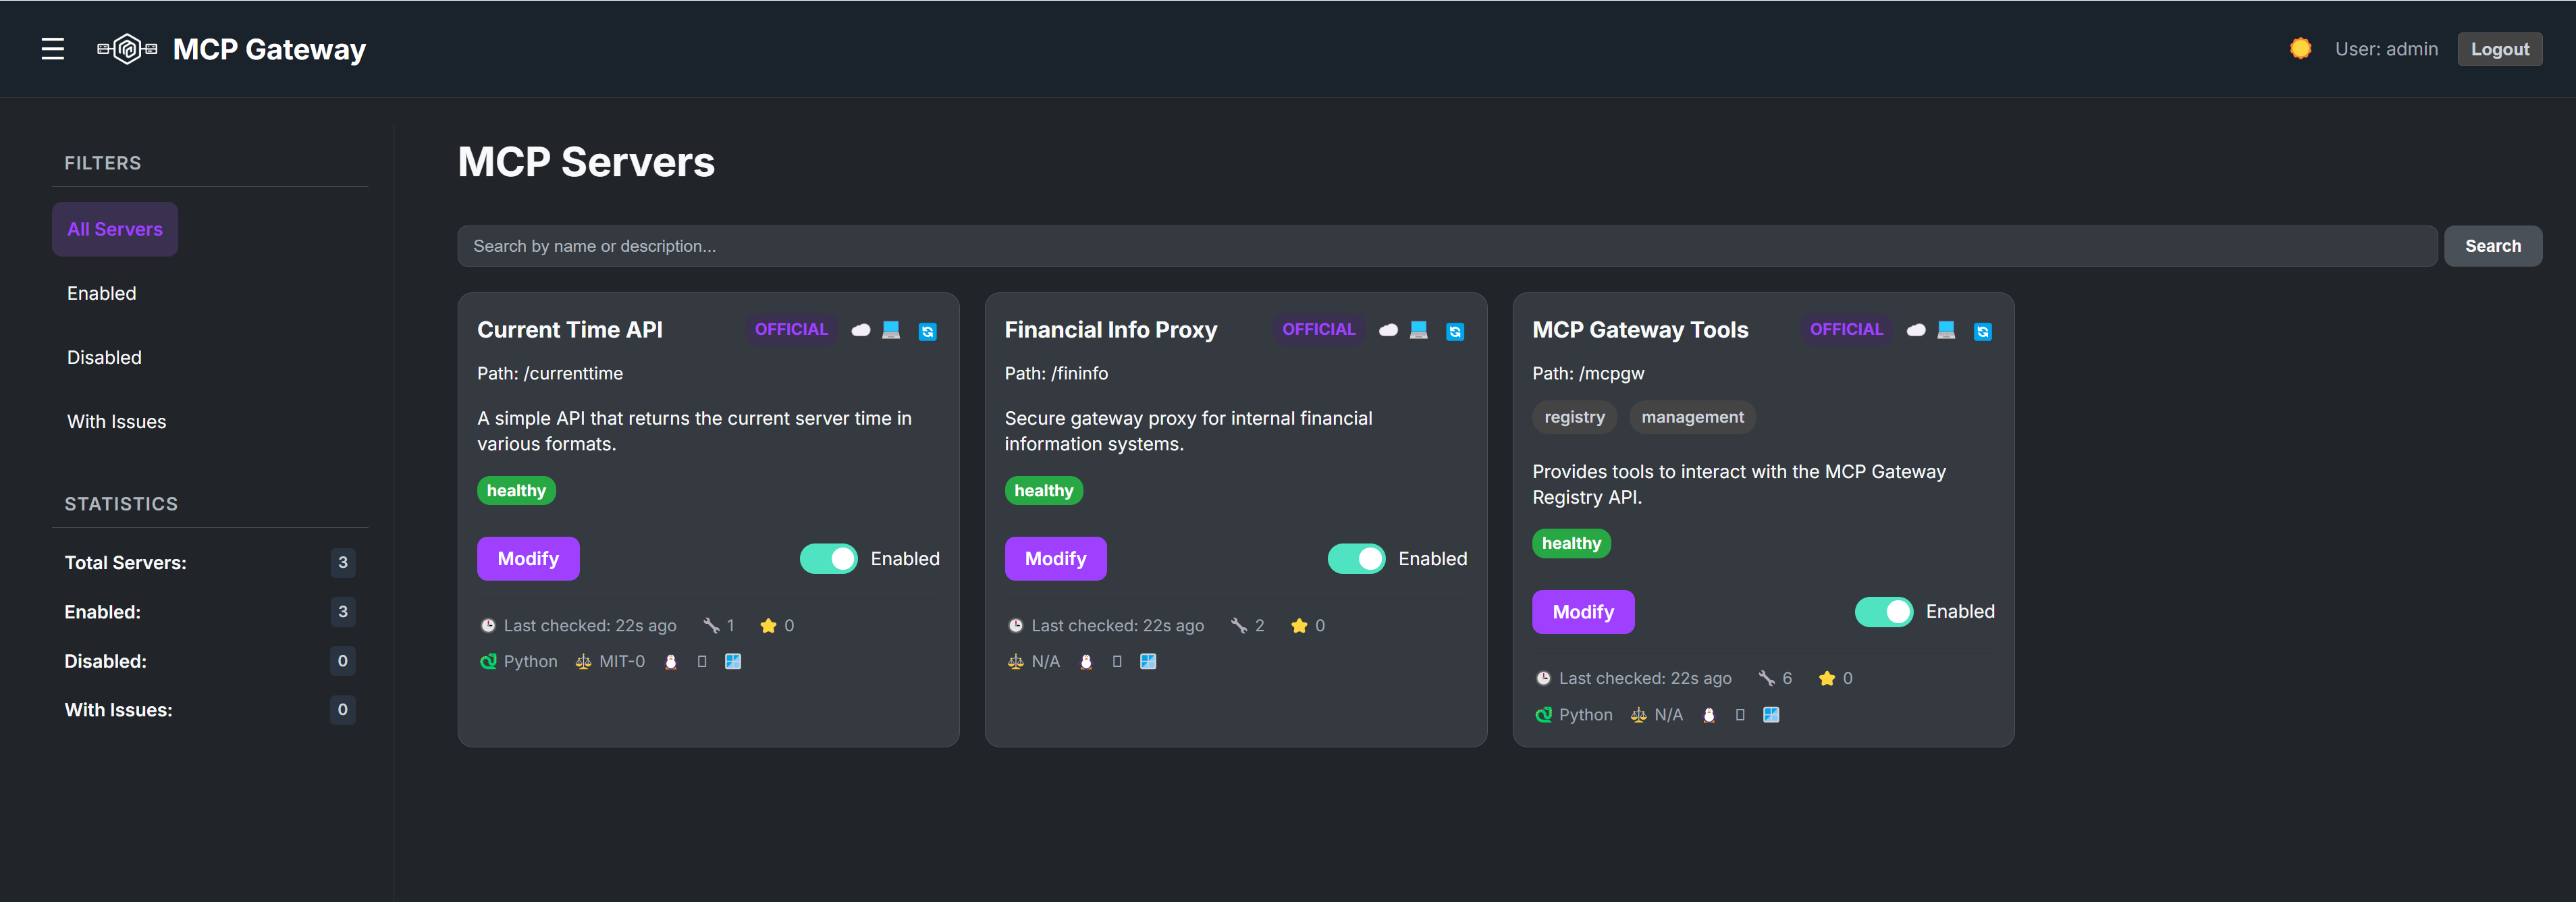 MCP Gateway
User: admin
Logout
FILTERS
All Servers
Enabled
Disabled
With Issues
STATISTICS
Total Servers: 3
Enabled: 3
Disabled: 0
With Issues: 0
MCP Servers
Search by name or description...
Search
Current Time API
OFFICIAL
Path: /currenttime
A simple API that returns the current server time in
various formats.
healthy
Modify
Enabled
Last checked: 22s ago 1 0
Python MIT-0
Financial Info Proxy
OFFICIAL
Path: /fininfo
Secure gateway proxy for internal financial
information systems.
healthy
Modify
Enabled
Last checked: 22s ago 2 0
N/A
MCP Gateway Tools
OFFICIAL
Path: /mcpgw
registry management
Provides tools to interact with the MCP Gateway
Registry API.
healthy
Modify
Enabled
Last checked: 22s ago 6 0
Python N/A